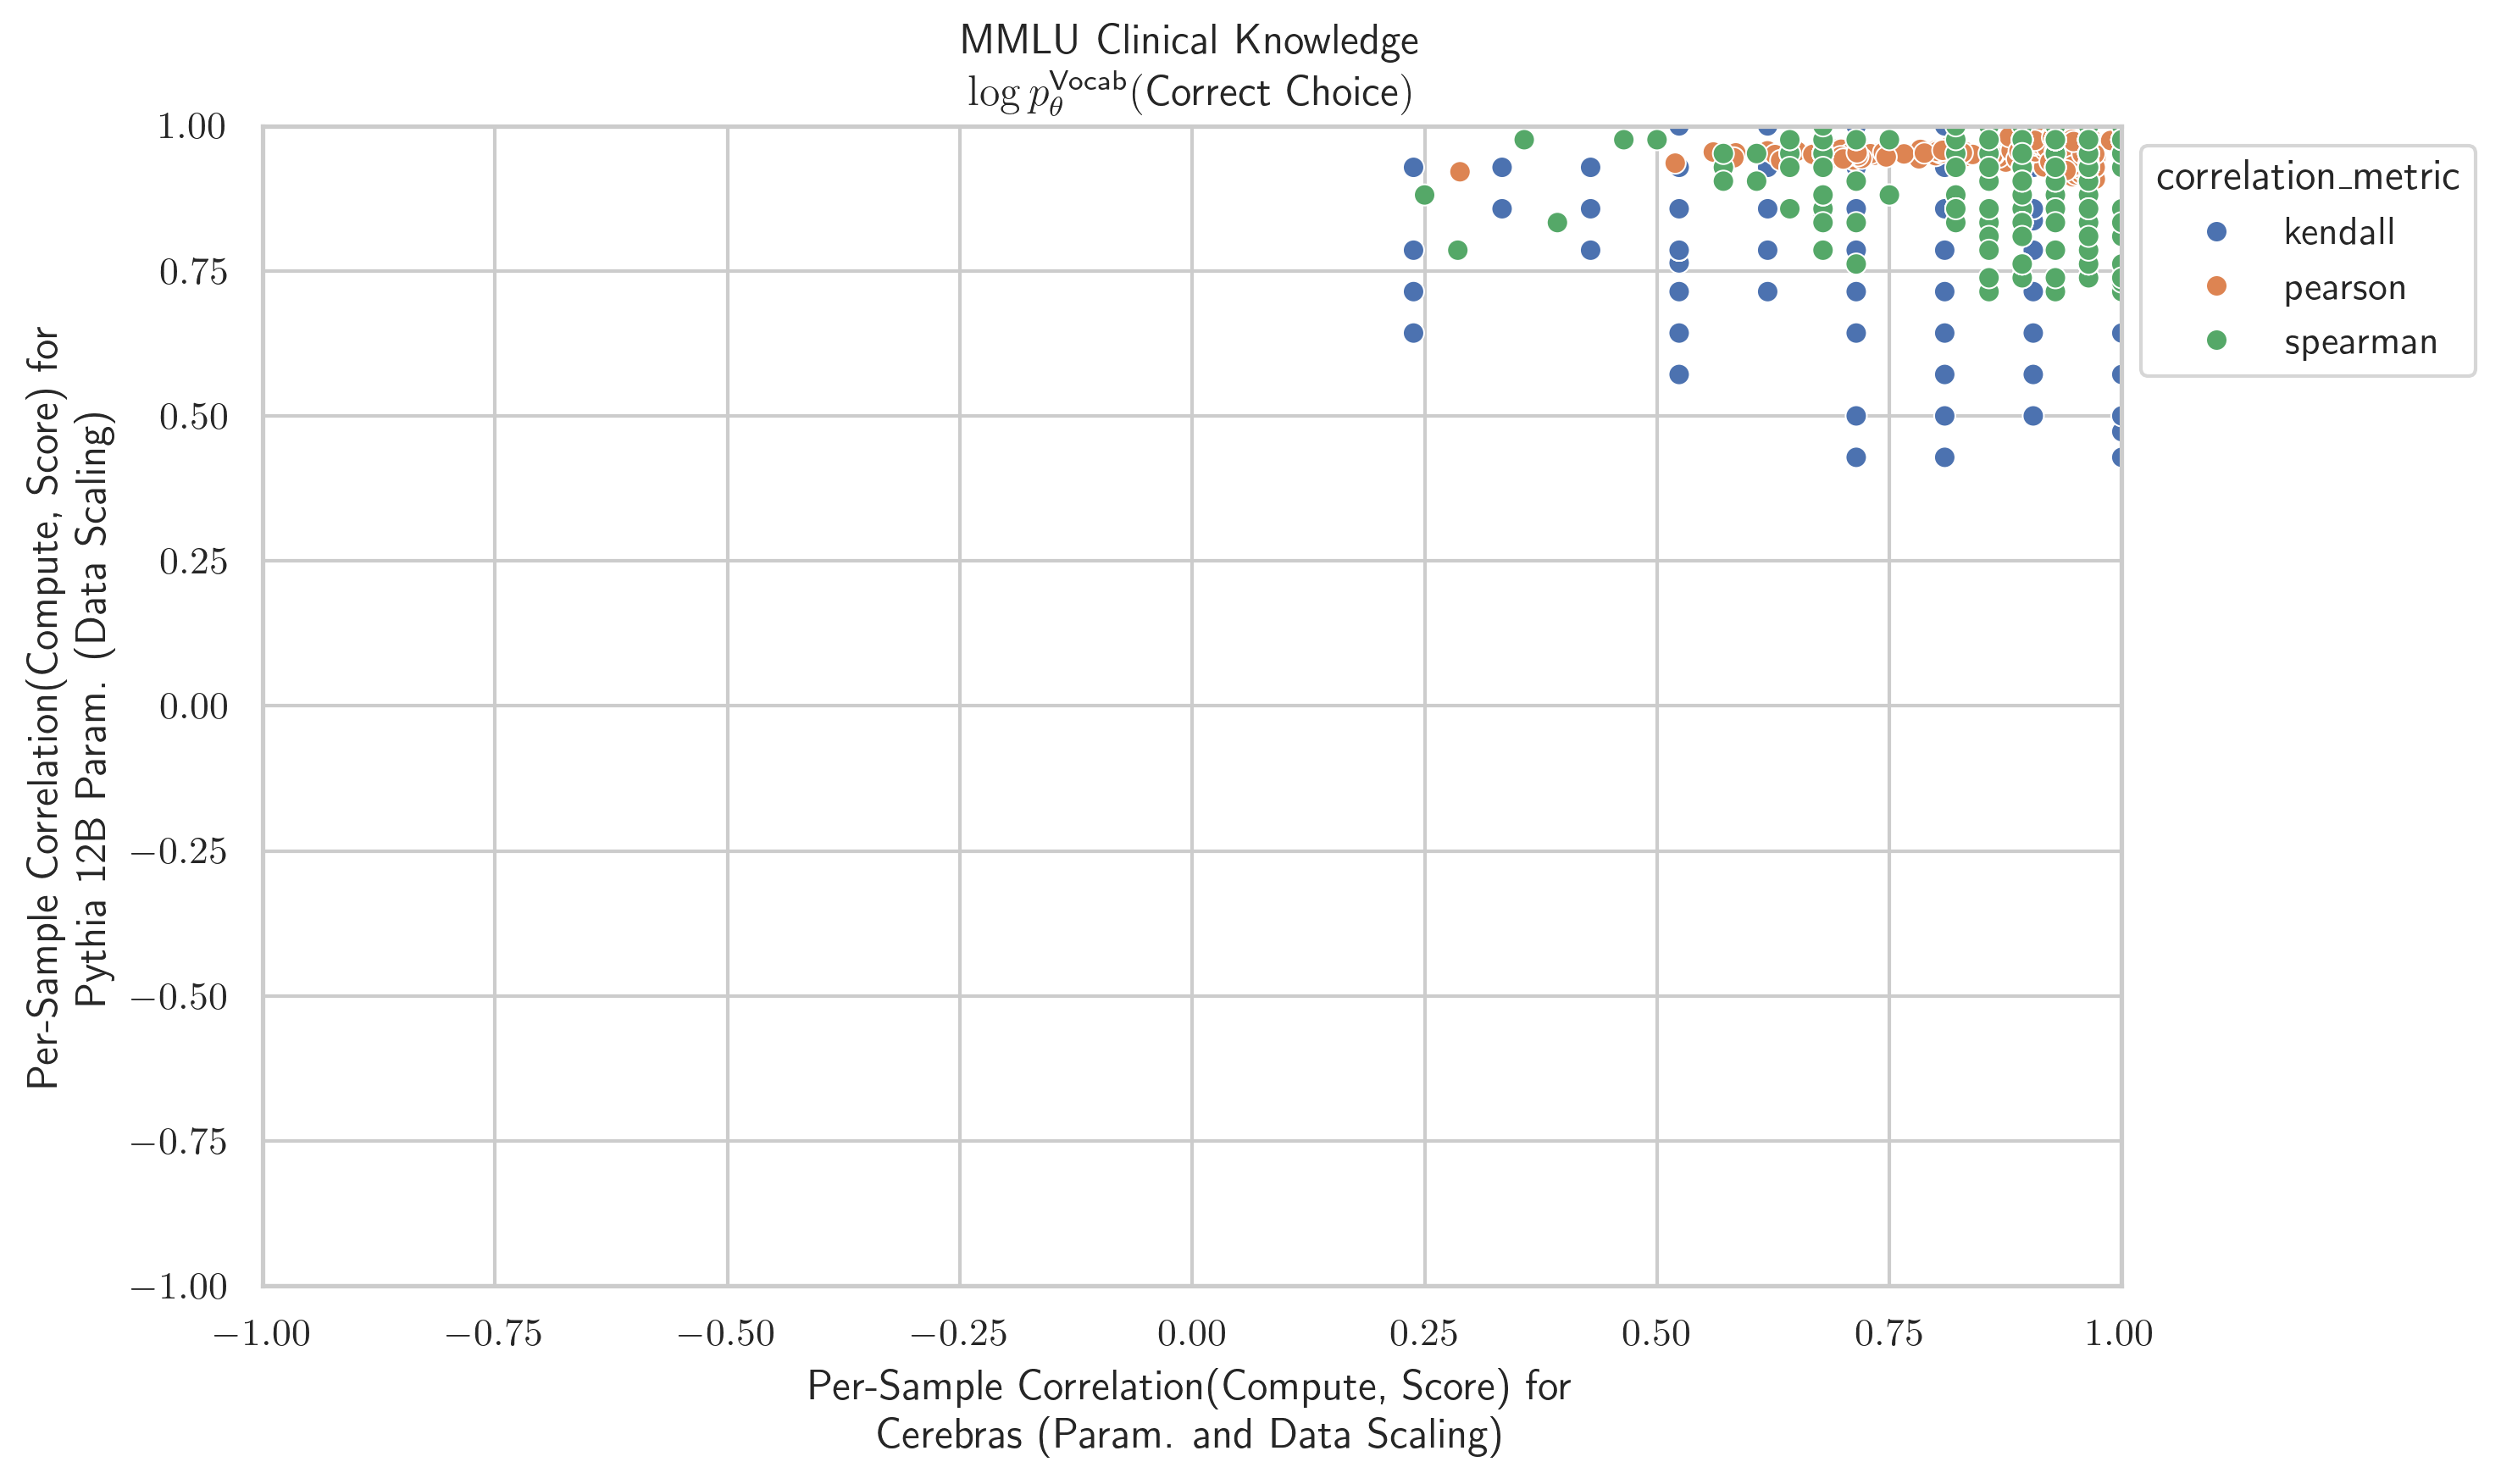 MMLU Clinical Knowledge
log p_θ^Vocab(Correct Choice)
Per-Sample Correlation(Compute, Score) for
Pythia 12B Param. (Data Scaling)
1.00
0.75
0.50
0.25
0.00
−0.25
−0.50
−0.75
−1.00
correlation_metric
kendall
pearson
spearman
−1.00 −0.75 −0.50 −0.25 0.00 0.25 0.50 0.75 1.00
Per-Sample Correlation(Compute, Score) for
Cerebras (Param. and Data Scaling)